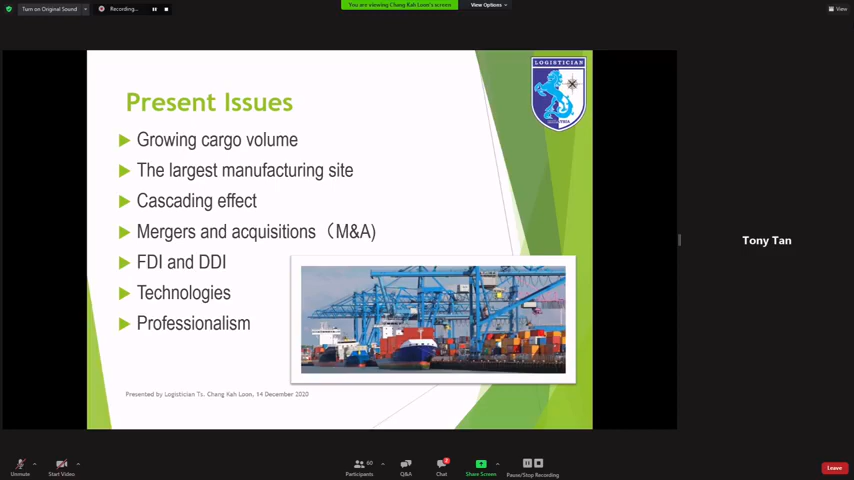 Turn on Original Sound
Recording...
You are viewing Chang Kah Loon's screen
View Options
View
LOGISTICIAN
Present Issues
Growing cargo volume
The largest manufacturing site
Cascading effect
Mergers and acquisitions（M&A)
FDI and DDI
Technologies
Professionalism
Presented by Logistician Ts. Chang Kah Loon, 14 December 2020
Tony Tan
Unmute
Start Video
Participants
60
Q&A
Chat
2
Share Screen
Pause/Stop Recording
Leave